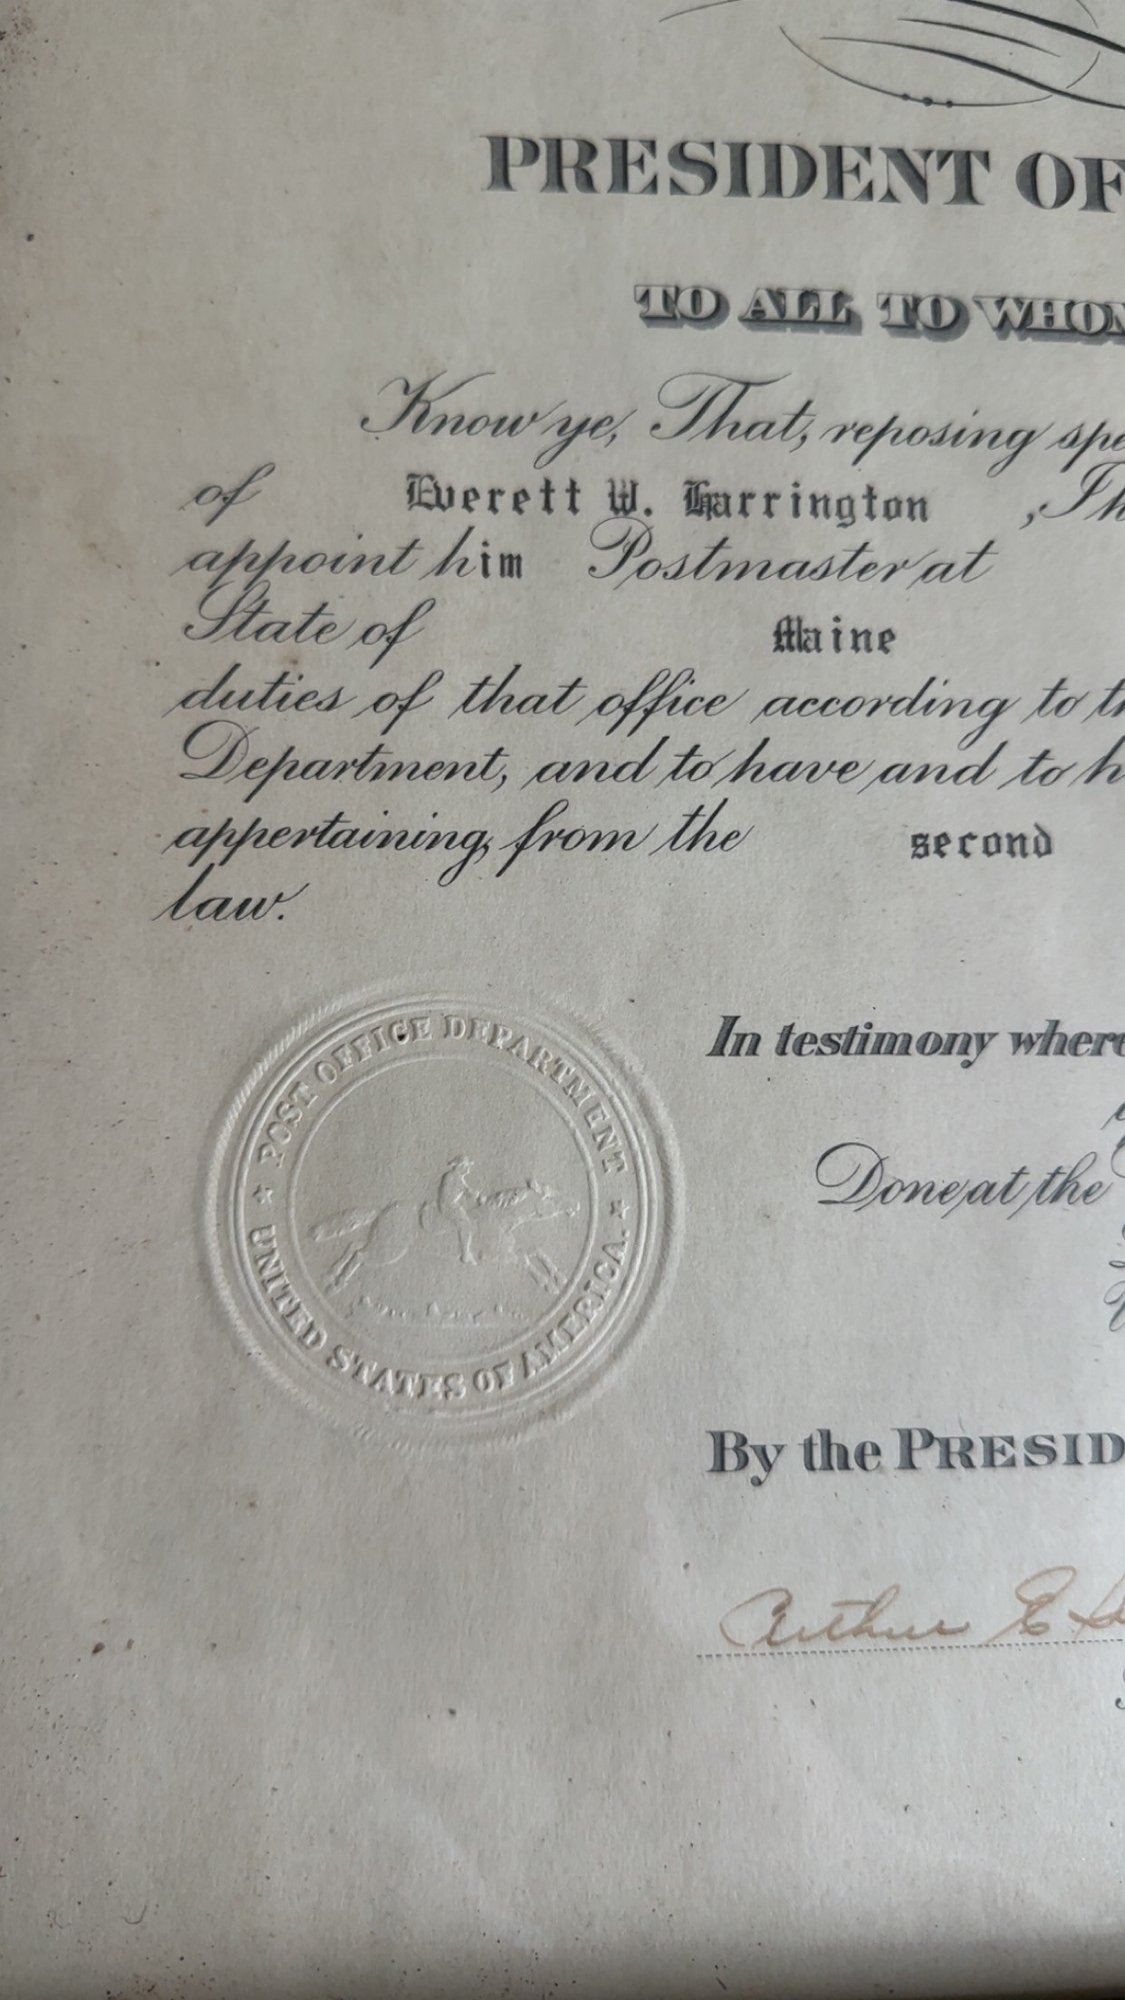 PRESIDENT OF
TO ALL TO WHOM
Know ye, That, reposing spe
of Everett W. Harrington , I
appoint him Postmaster at
State of Maine
duties of that office according to
Department, and to have and to h
appertaining, from the second
law.
POST OFFICE DEPARTMENT
UNITED STATES OF AMERICA.
In testimony where
Done at the
By the PRESID
Arthur E